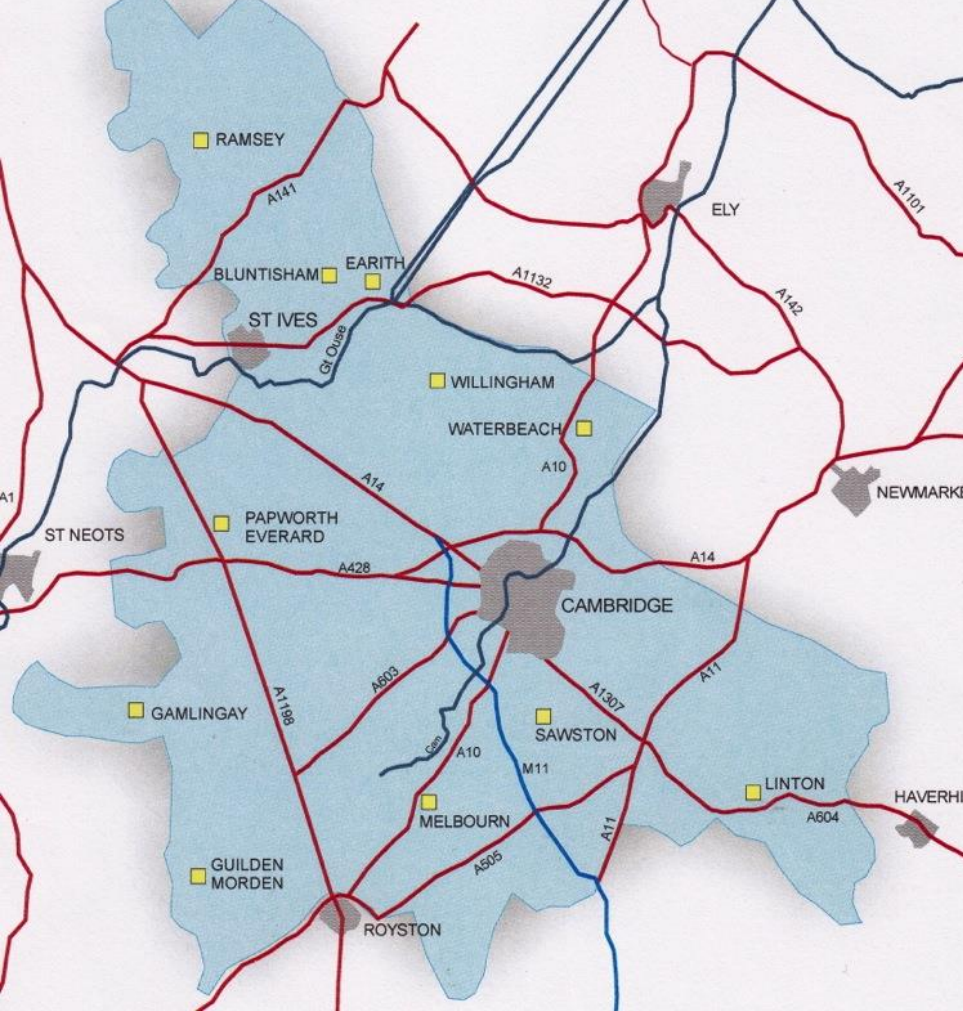 RAMSEY
A141
ELY
A1101
BLUNTISHAM
EARITH
A1132
A142
ST IVES
Gt Ouse
WILLINGHAM
WATERBEACH
A10
A14
A1
NEWMARKE
ST NEOTS
PAPWORTH
EVERARD
A428
A14
CAMBRIDGE
A603
A1198
A11
A1307
GAMLINGAY
SAWSTON
Cam
A10
M11
LINTON
A604
HAVERHI
MELBOURN
A11
A505
GUILDEN
MORDEN
ROYSTON